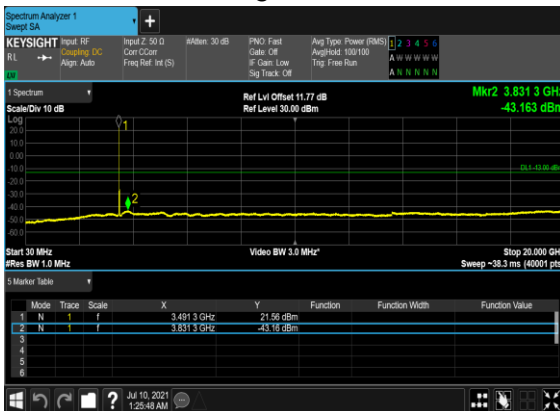 Spectrum Analyzer 1
Swept SA
KEYSIGHT Input: RF Input Z: 50 Ω #Atten: 30 dB PNO: Fast Avg Type: Power (RMS) 1 2 3 4 5 6
RL Coupling: DC Corr CCorr Gate: Off Avg|Hold: 100/100 A W W W W W
Align: Auto Freq Ref: Int (S) IF Gain: Low Trig: Free Run
Sig Track: Off A N N N N N
1 Spectrum
Ref Lvl Offset 11.77 dB Mkr2 3.831 3 GHz
Scale/Div 10 dB Ref Level 30.00 dBm -43.163 dBm
Log
20.0
10.0
0.00
-10.0
DL1 -13.00 dBm
-20.0
-30.0
-40.0
-50.0
-60.0
1
2
Start 30 MHz Video BW 3.0 MHz* Stop 20.000 GHz
#Res BW 1.0 MHz Sweep ~38.3 ms (40001 pts)
5 Marker Table
Mode Trace Scale X Y Function Function Width Function Value
1 N 1 f 3.491 3 GHz 21.56 dBm
2 N 1 f 3.831 3 GHz -43.16 dBm
3
4
5
6
? Jul 10, 2021
1:25:48 AM